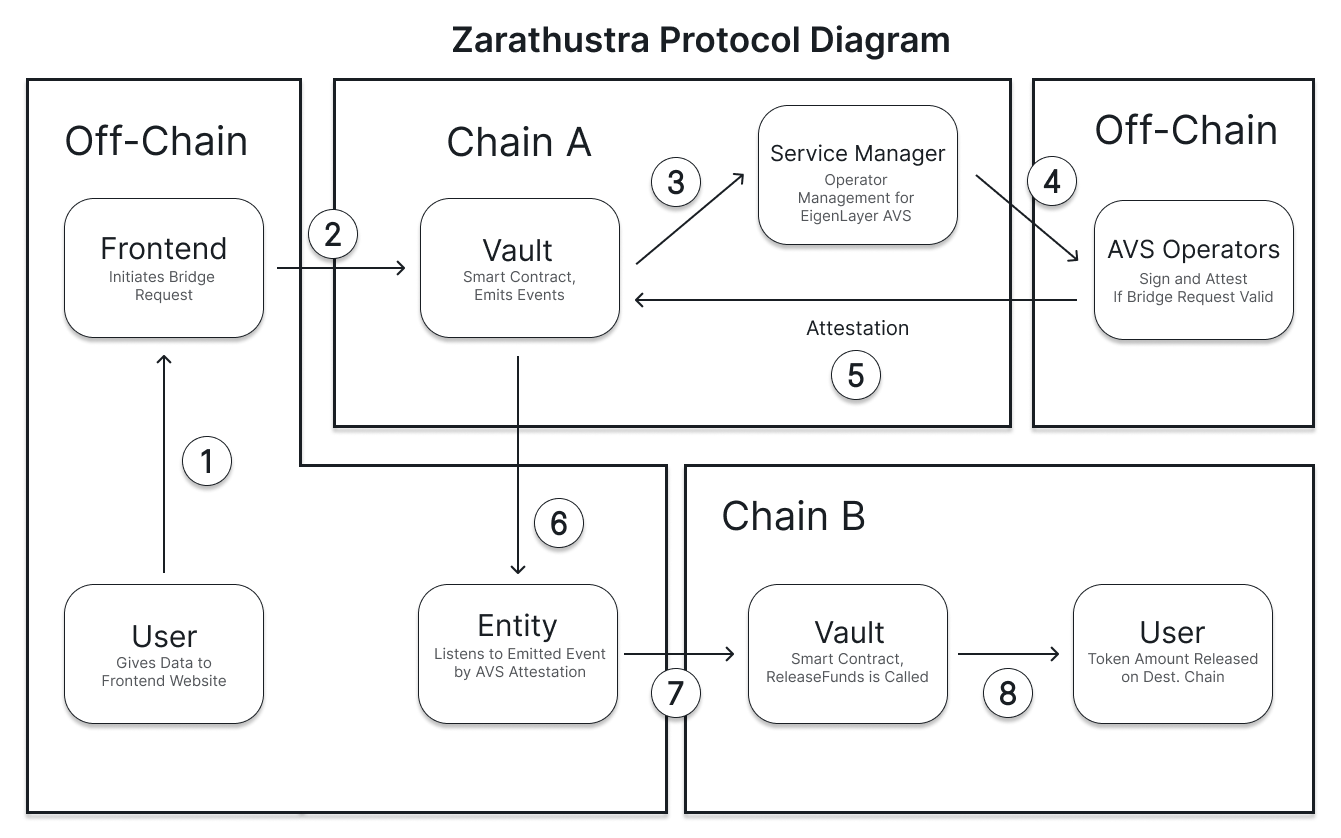 Zarathustra Protocol Diagram
Off-Chain
Frontend
Initiates Bridge
Request
1
User
Gives Data to
Frontend Website
2
Chain A
Vault
Smart Contract,
Emits Events
3
Service Manager
Operator
Management for
EigenLayer AVS
4
Off-Chain
AVS Operators
Sign and Attest
If Bridge Request Valid
Attestation
5
6
Entity
Listens to Emitted Event
by AVS Attestation
7
Chain B
Vault
Smart Contract,
ReleaseFunds is Called
8
User
Token Amount Released
on Dest. Chain